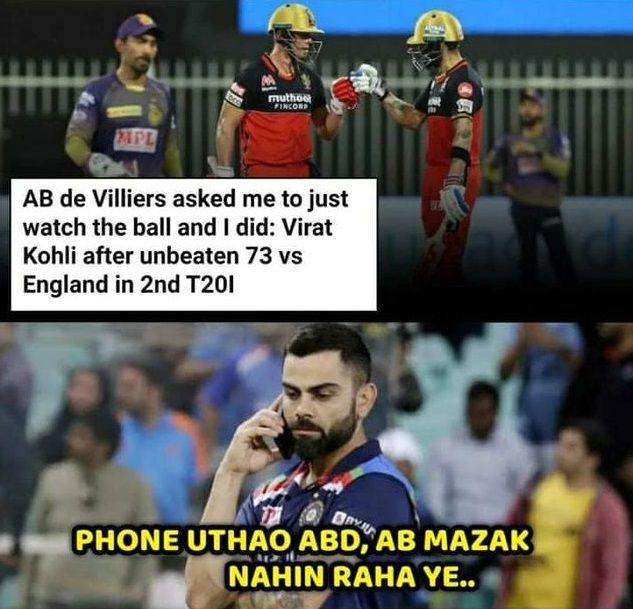 MPL
muthoot
FINCORP
AB de Villiers asked me to just
watch the ball and I did: Virat
Kohli after unbeaten 73 vs
England in 2nd T20I
BYJU'S
PHONE UTHAO ABD, AB MAZAK
NAHIN RAHA YE..